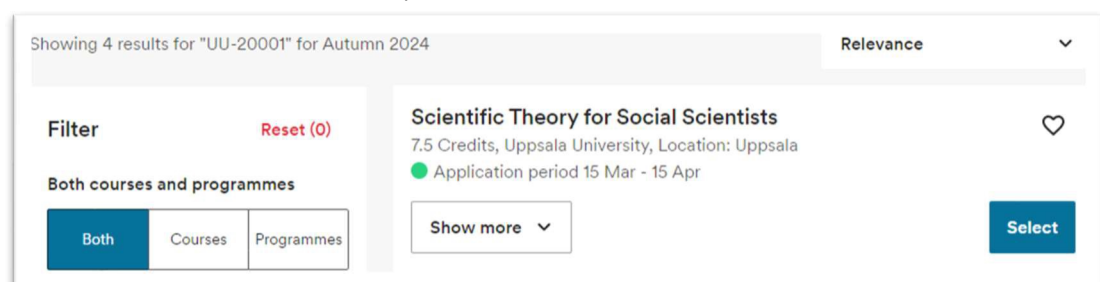 Showing 4 results for "UU-20001" for Autumn 2024
Relevance
Filter
Reset (0)
Both courses and programmes
Both
Courses
Programmes
Scientific Theory for Social Scientists
7.5 Credits, Uppsala University, Location: Uppsala
Application period 15 Mar - 15 Apr
Show more
Select